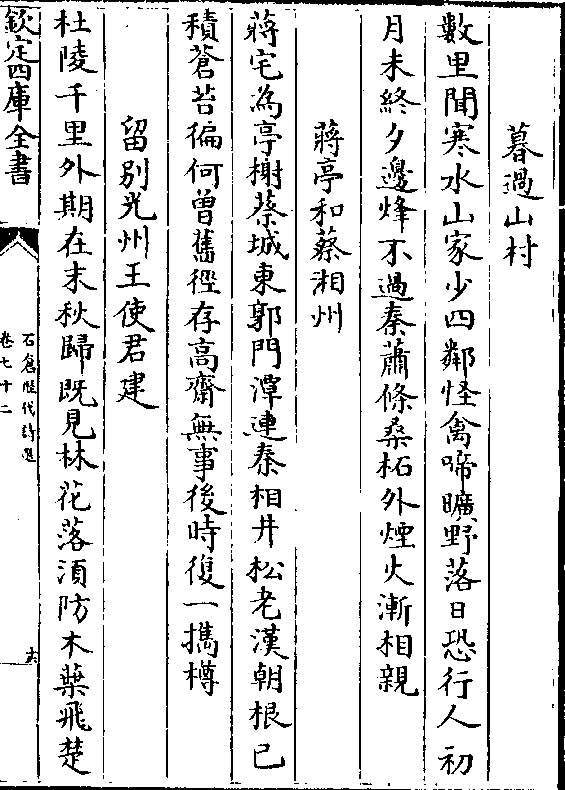 暮過山村
數里聞寒水山家少四鄰怪禽啼曠野落日恐行人初
月未終夕邊烽不過秦蕭條桑柘外煙火漸相親
蔣亭和蔡湘州
蔣宅為亭榭蔡城東郭門潭連秦相井松老漢朝根已
積蒼苔徧何曾舊徑存高齋無事後時復一擕樽
留别光州王使君建
杜陵千里外期在末秋歸既見林花落須防木葉飛楚
欽定四庫全書
石倉歷代詩選
卷七十二
六